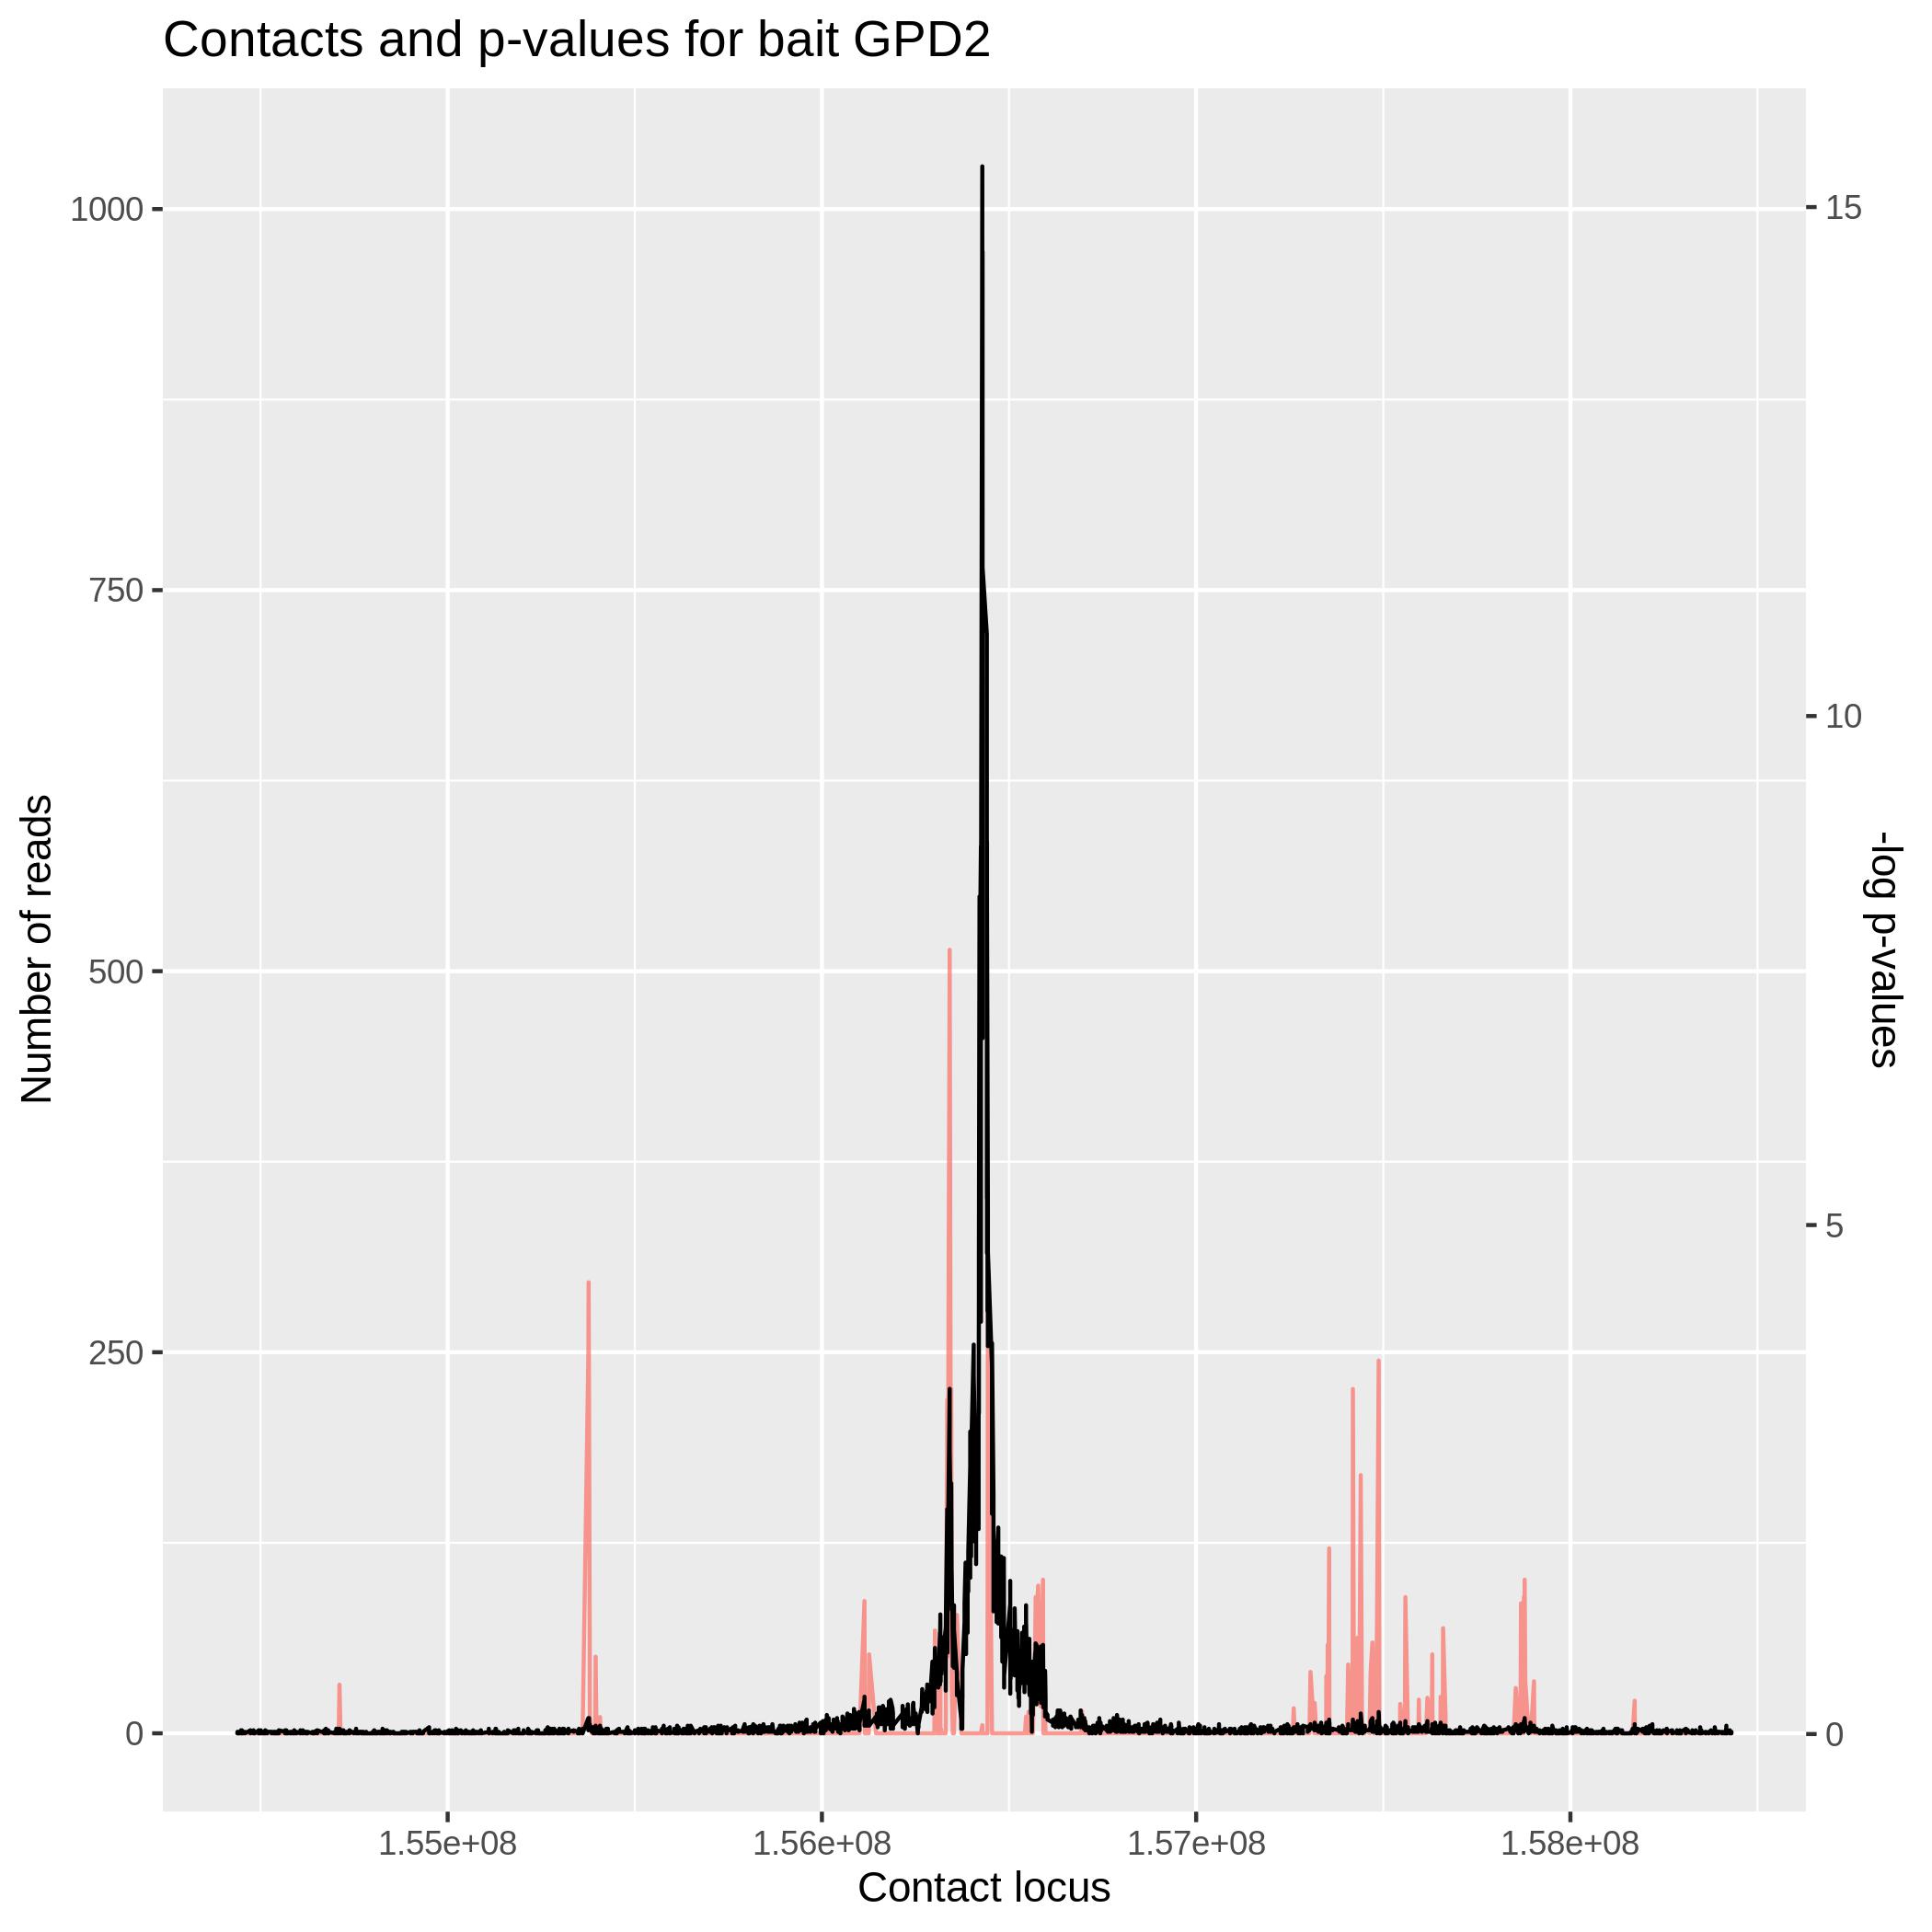 Contacts and p-values for bait GPD2
1000
750
500
250
0
Number of reads
15
10
5
0
-log p-values
1.55e+08
1.56e+08
1.57e+08
1.58e+08
Contact locus